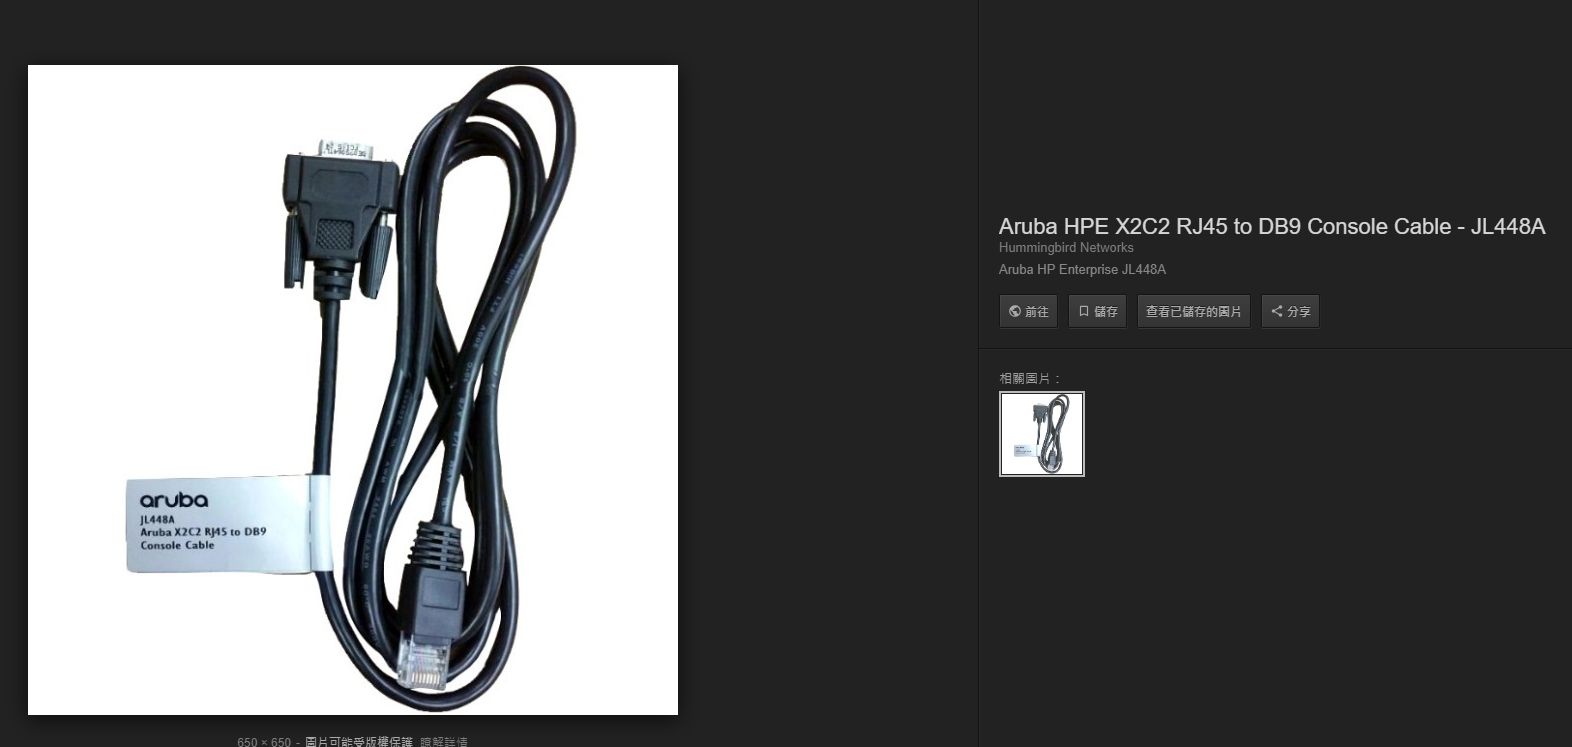 aruba
JL448A
Aruba X2C2 RJ45 to DB9
Console Cable
650 × 650 - 圖片可能受版權保護 瞭解詳情
Aruba HPE X2C2 RJ45 to DB9 Console Cable - JL448A
Hummingbird Networks
Aruba HP Enterprise JL448A
前往 儲存 查看已儲存的圖片 分享
相關圖片：